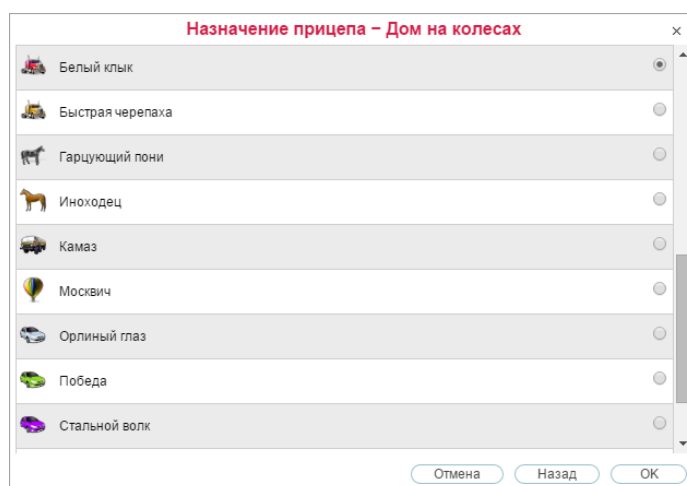 Назначение прицепа – Дом на колесах
Белый клык
Быстрая черепаха
Гарцующий пони
Иноходец
Камаз
Москвич
Орлиный глаз
Победа
Стальной волк
Отмена Назад OK